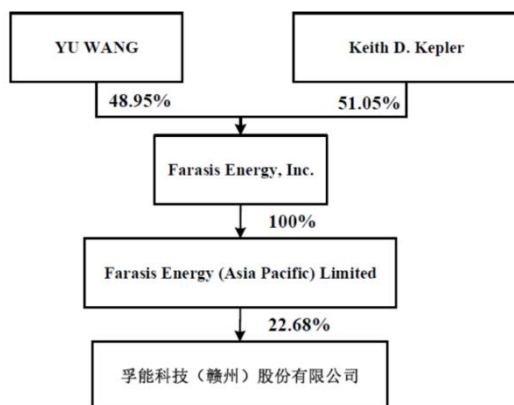 YU WANG
Keith D. Kepler
48.95%
51.05%
Farasis Energy, Inc.
100%
Farasis Energy (Asia Pacific) Limited
22.68%
孚能科技（赣州）股份有限公司